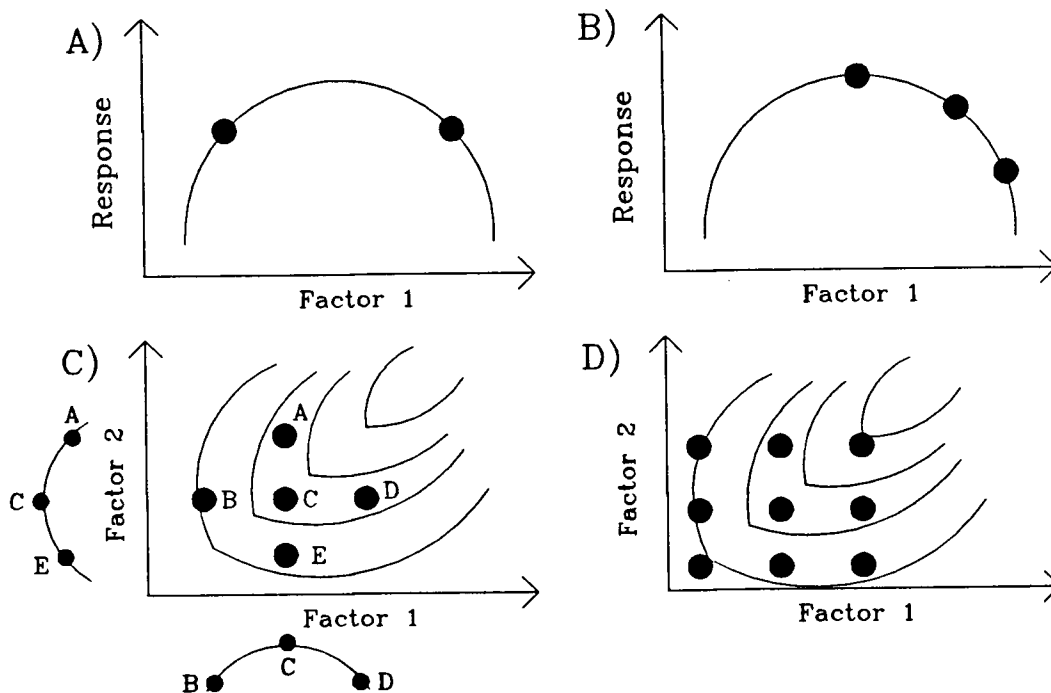 A)
Response
Factor 1
B)
Response
Factor 1
C)
Factor 2
A
B
C
D
E
Factor 1
A
C
E
B
C
D
D)
Factor 2
Factor 1